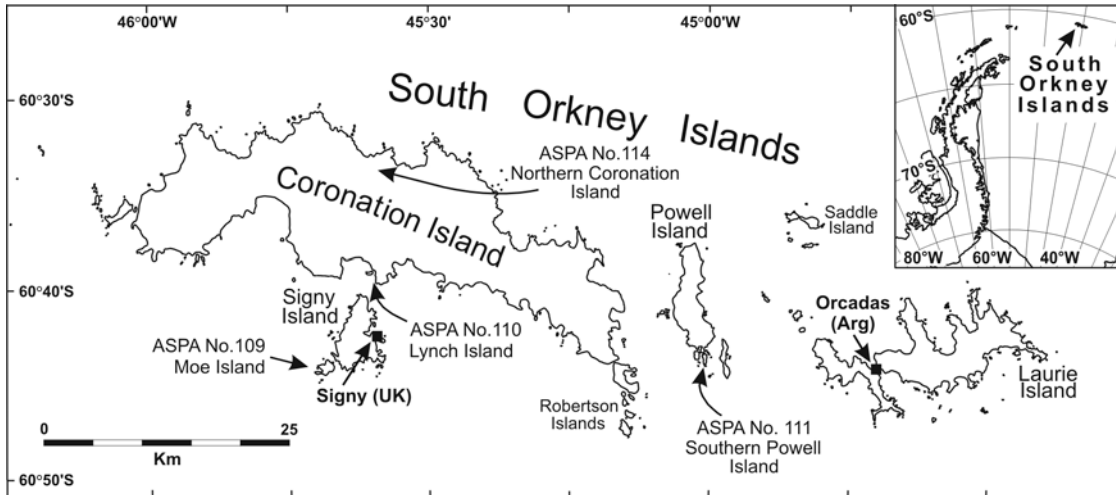 46°00'W
45°30'
45°00'W
60°30'S
60°40'S
60°50'S
South Orkney Islands
ASPA No.114
Northern Coronation
Island
Coronation Island
Powell
Island
Saddle
Island
Signy
Island
ASPA No.109
Moe Island
ASPA No.110
Lynch Island
Signy (UK)
Robertson
Islands
ASPA No. 111
Southern Powell
Island
Orcadas
(Arg)
Laurie
Island
0
25
Km
60°S
South
Orkney
Islands
70°S
80°W
60°W
40°W